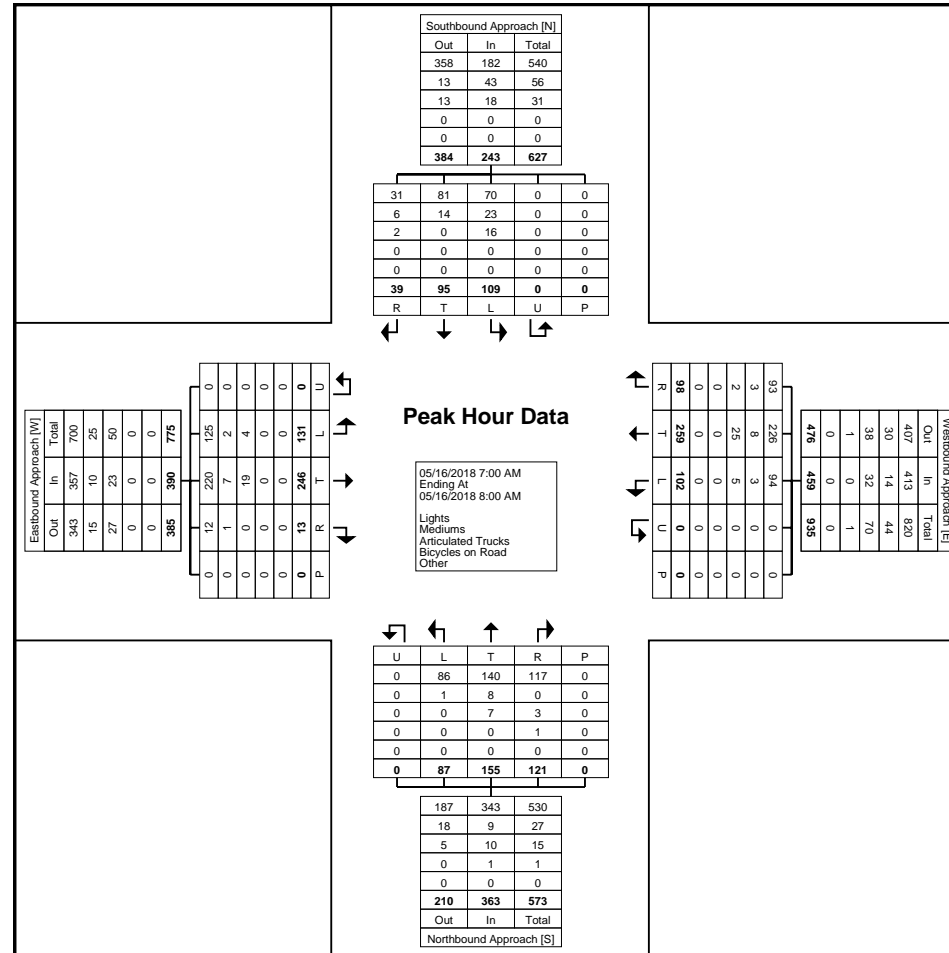 Southbound Approach [N]
Out In Total
358 182 540
13 43 56
13 18 31
0 0 0
0 0 0
384 243 627
31 81 70 0 0
6 14 23 0 0
2 0 16 0 0
0 0 0 0 0
0 0 0 0 0
39 95 109 0 0
R T L U P
Eastbound Approach [W]
Total In Out
700 357 343
25 10 15
50 23 27
0 0 0
0 0 0
775 390 385
0 125 220 12 0
0 2 7 1 0
0 4 19 0 0
0 0 0 0 0
0 0 0 0 0
0 131 246 13 0
U L T R P
Peak Hour Data
05/16/2018 7:00 AM
Ending At
05/16/2018 8:00 AM
Lights
Mediums
Articulated Trucks
Bicycles on Road
Other
R T L U P
98 259 102 0 0
0 0 0 0 0
0 0 0 0 0
2 25 5 0 0
3 8 3 0 0
93 226 94 0 0
Westbound Approach [E]
Out In Total
407 413 820
30 14 44
38 32 70
1 0 1
0 0 0
476 459 935
U L T R P
0 86 140 117 0
0 1 8 0 0
0 0 7 3 0
0 0 0 1 0
0 0 0 0 0
0 87 155 121 0
187 343 530
18 9 27
5 10 15
0 1 1
0 0 0
210 363 573
Out In Total
Northbound Approach [S]